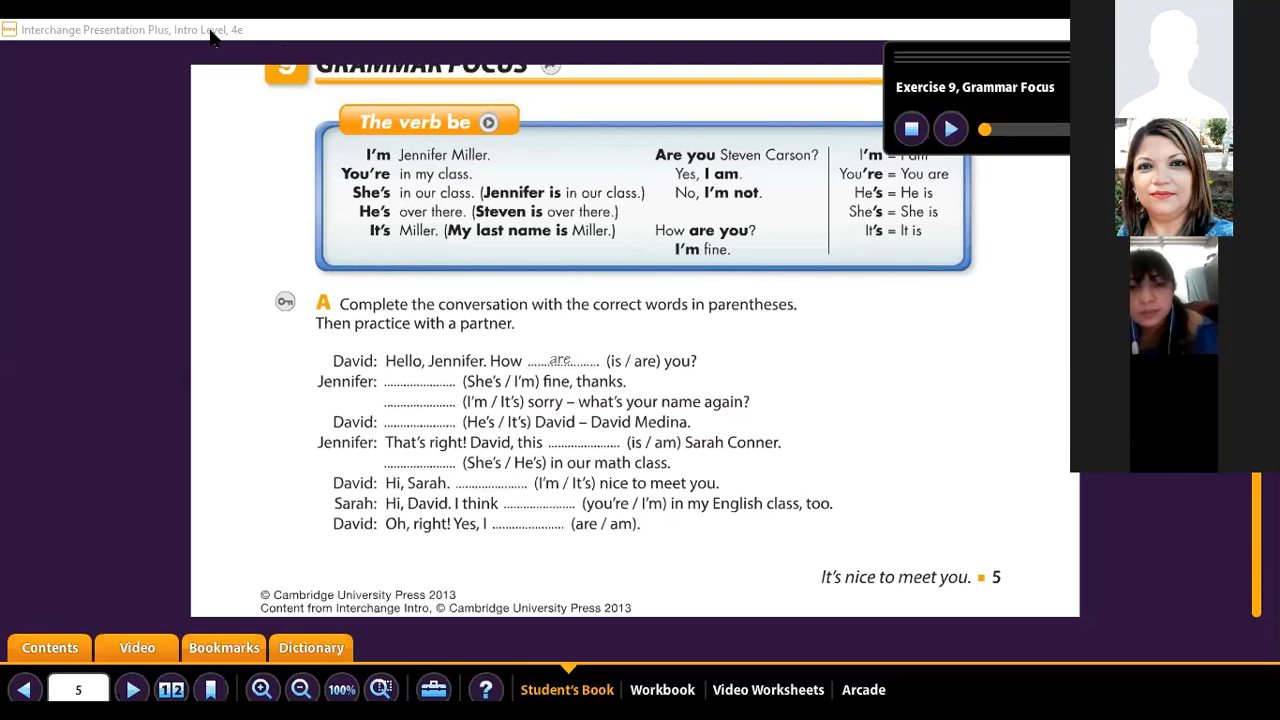 Interchange Presentation Plus, Intro Level, 4e
9 GRAMMAR FOCUS
Exercise 9, Grammar Focus
The verb be
I'm Jennifer Miller.
You're in my class.
She's in our class. (Jennifer is in our class.)
He's over there. (Steven is over there.)
It's Miller. (My last name is Miller.)
Are you Steven Carson?
Yes, I am.
No, I'm not.
How are you?
I'm fine.
I'm = I am
You're = You are
He's = He is
She's = She is
It's = It is
A Complete the conversation with the correct words in parentheses.
Then practice with a partner.
David: Hello, Jennifer. How ........are........ (is / are) you?
Jennifer: .................... (She's / I'm) fine, thanks.
.................... (I'm / It's) sorry – what's your name again?
David: .................... (He's / It's) David – David Medina.
Jennifer: That's right! David, this .................... (is / am) Sarah Conner.
.................... (She's / He's) in our math class.
David: Hi, Sarah. .................... (I'm / It's) nice to meet you.
Sarah: Hi, David. I think .................... (you're / I'm) in my English class, too.
David: Oh, right! Yes, I .................... (are / am).
It's nice to meet you. ■ 5
© Cambridge University Press 2013
Content from Interchange Intro, © Cambridge University Press 2013
Contents Video Bookmarks Dictionary
5 12 100% ? Student's Book Workbook Video Worksheets Arcade